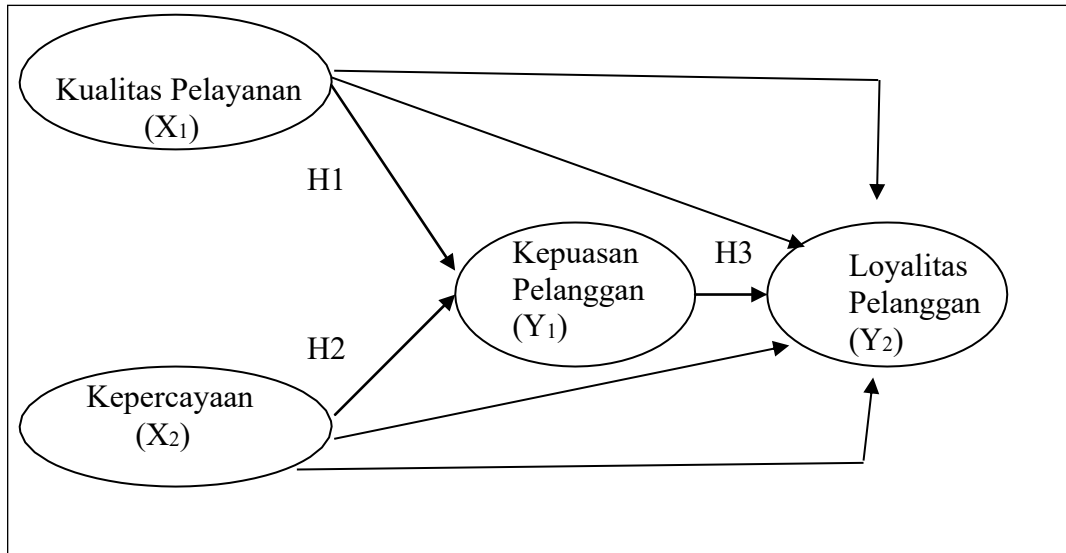 Kualitas Pelayanan
(X₁)
H1
Kepuasan
Pelanggan
(Y₁)
H3
Loyalitas
Pelanggan
(Y₂)
H2
Kepercayaan
(X₂)